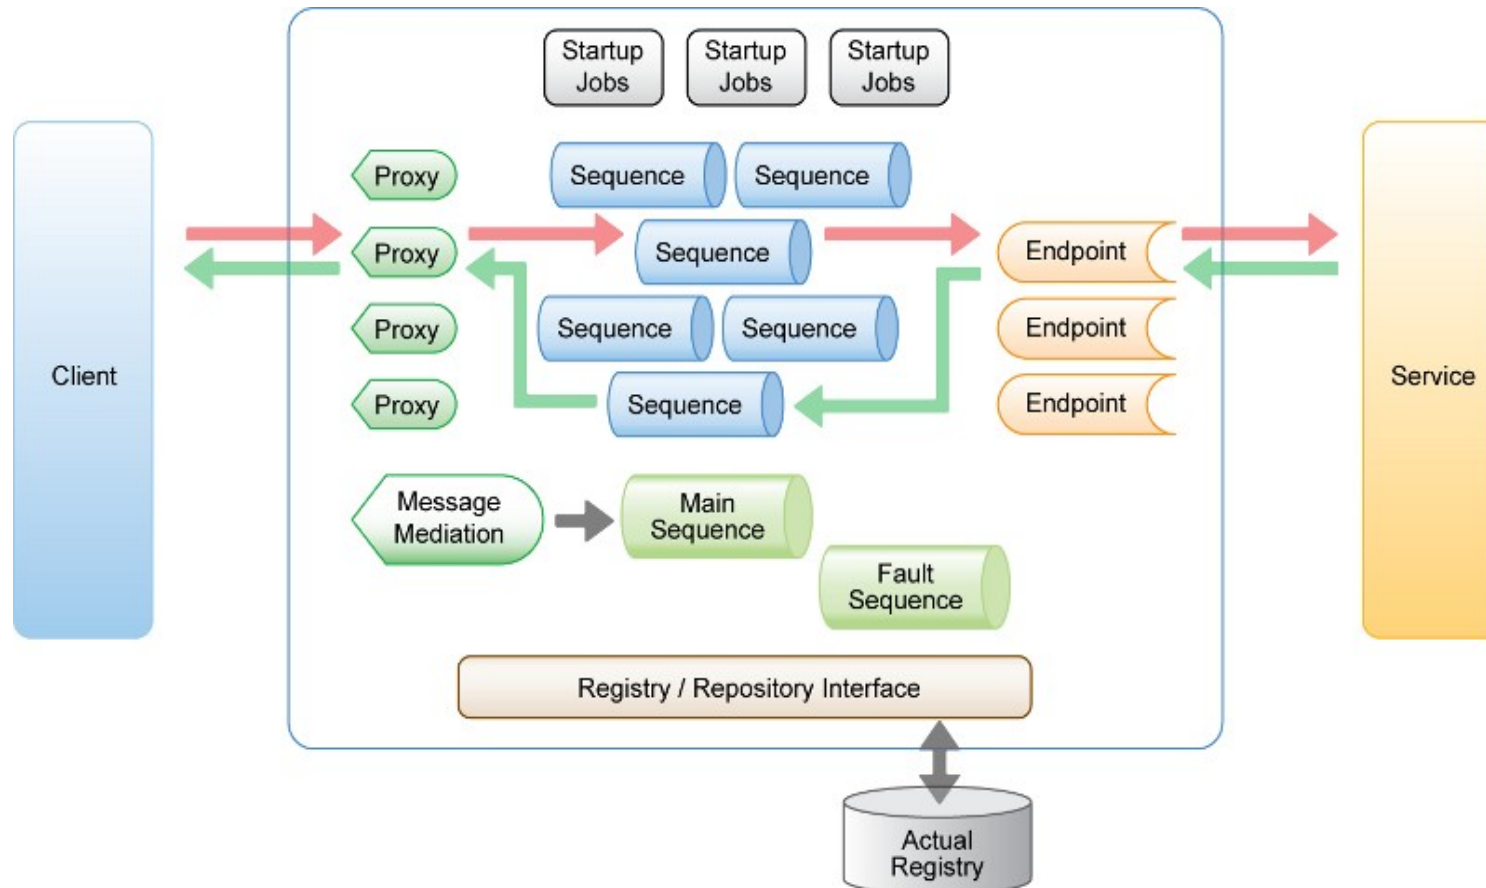 Startup
Jobs
Startup
Jobs
Startup
Jobs
Proxy
Sequence
Sequence
Proxy
Sequence
Endpoint
Proxy
Sequence
Sequence
Endpoint
Client
Service
Proxy
Sequence
Endpoint
Message
Mediation
Main
Sequence
Fault
Sequence
Registry / Repository Interface
Actual
Registry